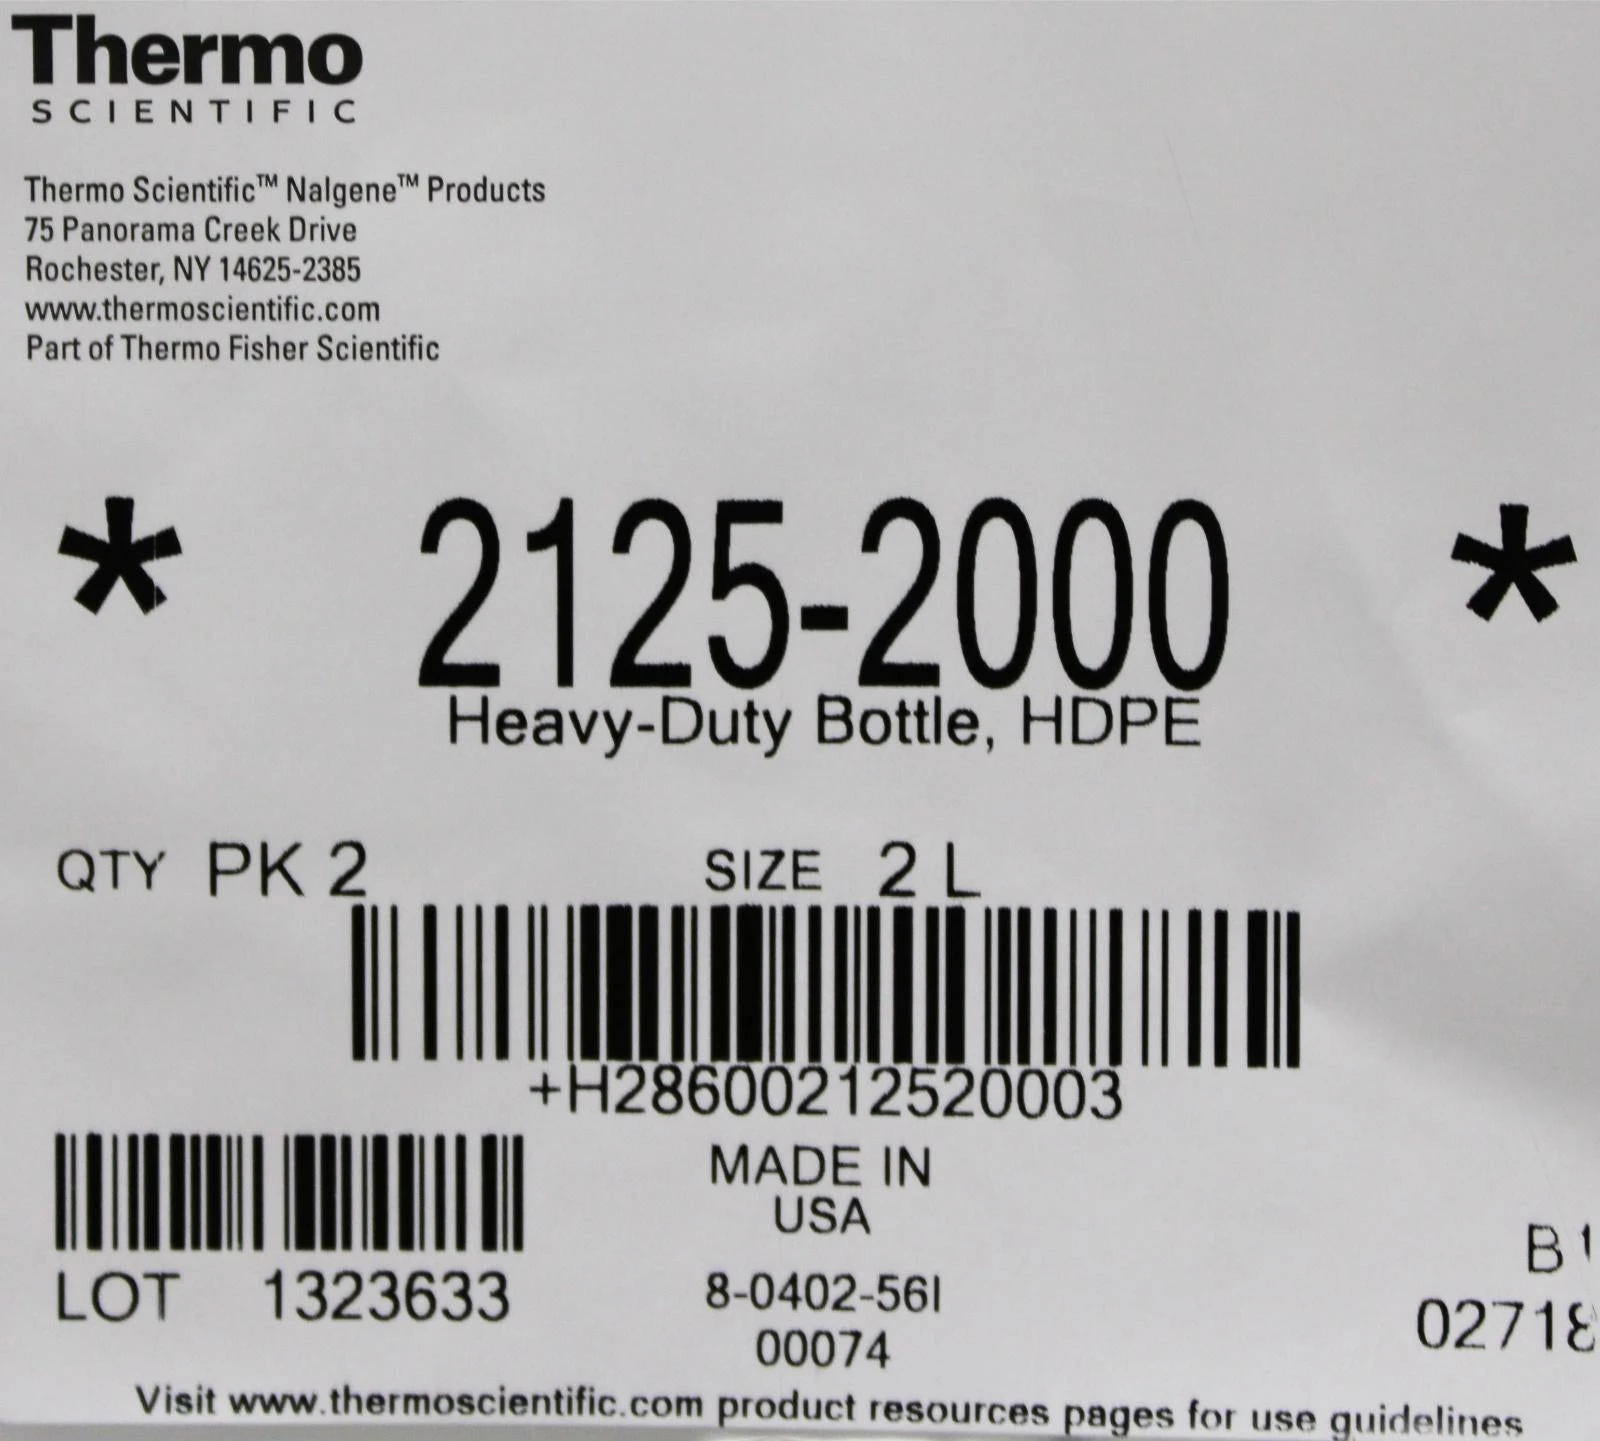 Thermo
SCIENTIFIC
Thermo Scientific™ Nalgene™ Products
75 Panorama Creek Drive
Rochester, NY 14625-2385
www.thermoscientific.com
Part of Thermo Fisher Scientific
* 2125-2000 *
Heavy-Duty Bottle, HDPE
QTY PK 2 SIZE 2 L
+H28600212520003
MADE IN
USA
LOT 1323633
8-0402-56I
00074
B
Visit www.thermoscientific.com product resources pages for use guidelines